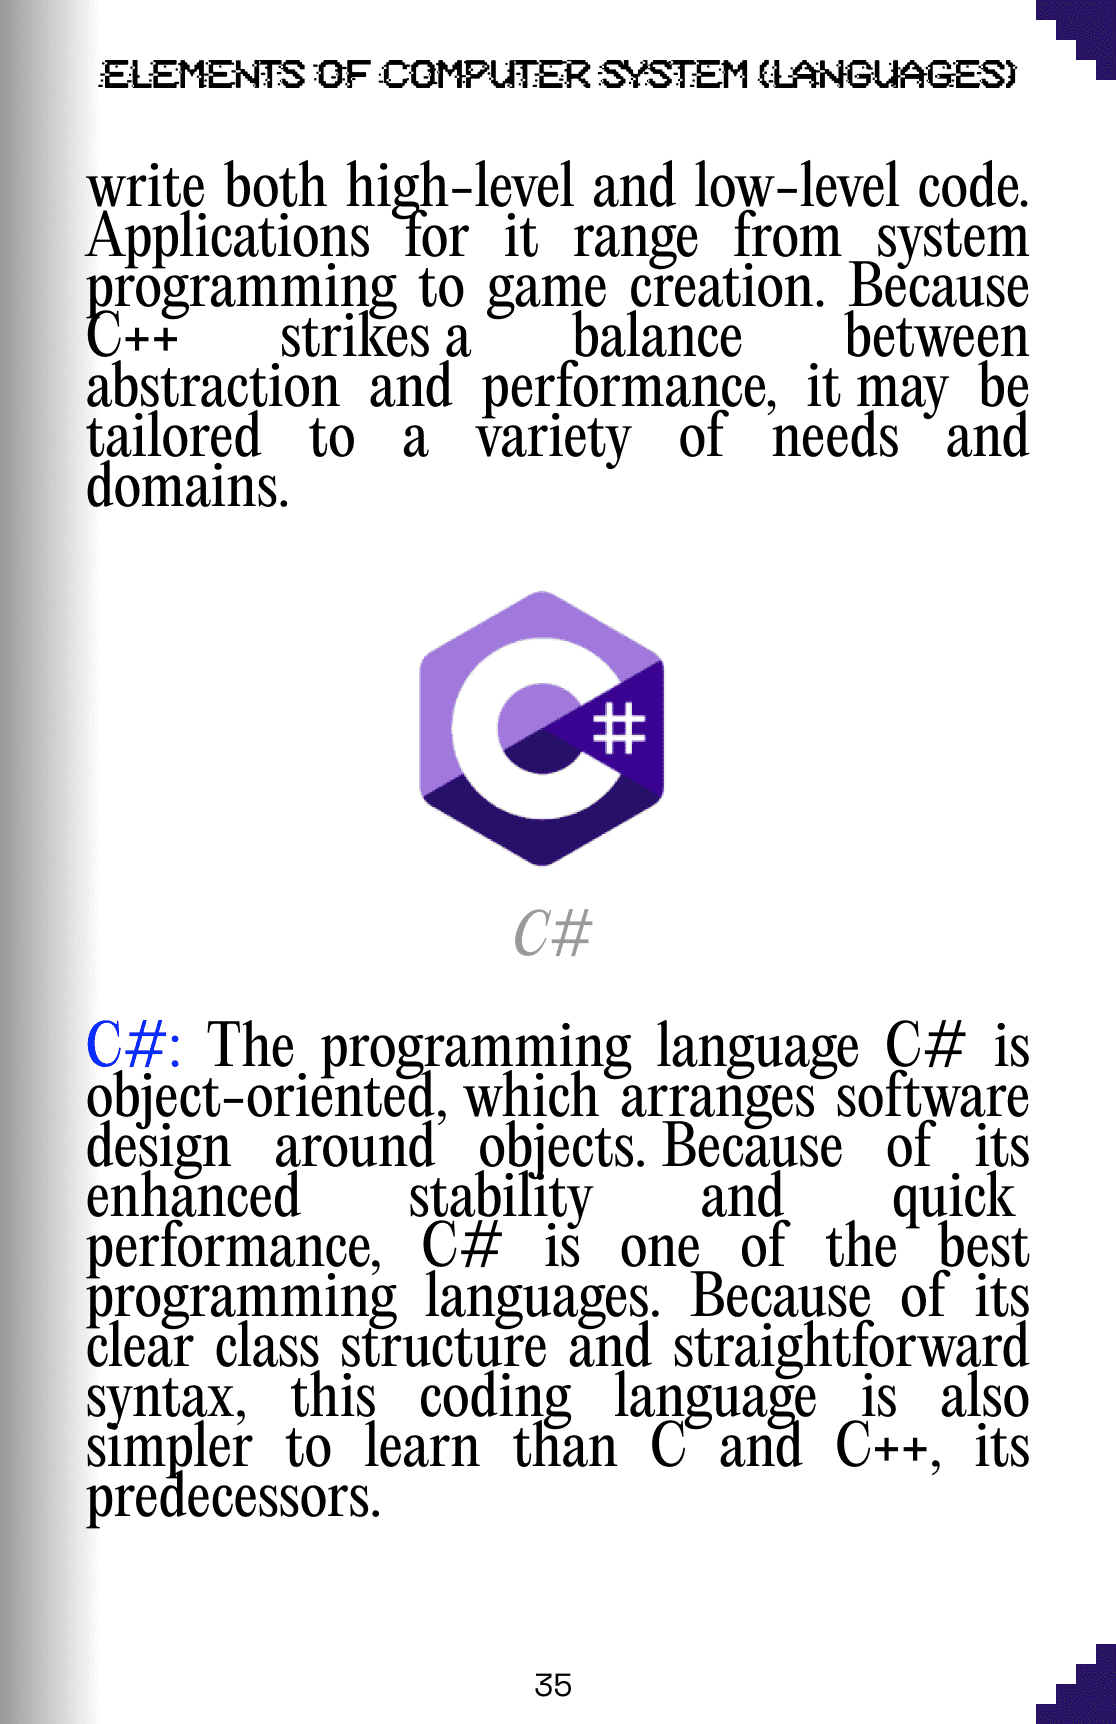 ELEMENTS OF COMPUTER SYSTEM (LANGUAGES)
write both high-level and low-level code.
Applications for it range from system
programming to game creation. Because
C++ strikes a balance between
abstraction and performance, it may be
tailored to a variety of needs and
domains.
C#
C#
C#: The programming language C# is
object-oriented, which arranges software
design around objects. Because of its
enhanced stability and quick
performance, C# is one of the best
programming languages. Because of its
clear class structure and straightforward
syntax, this coding language is also
simpler to learn than C and C++, its
predecessors.
35